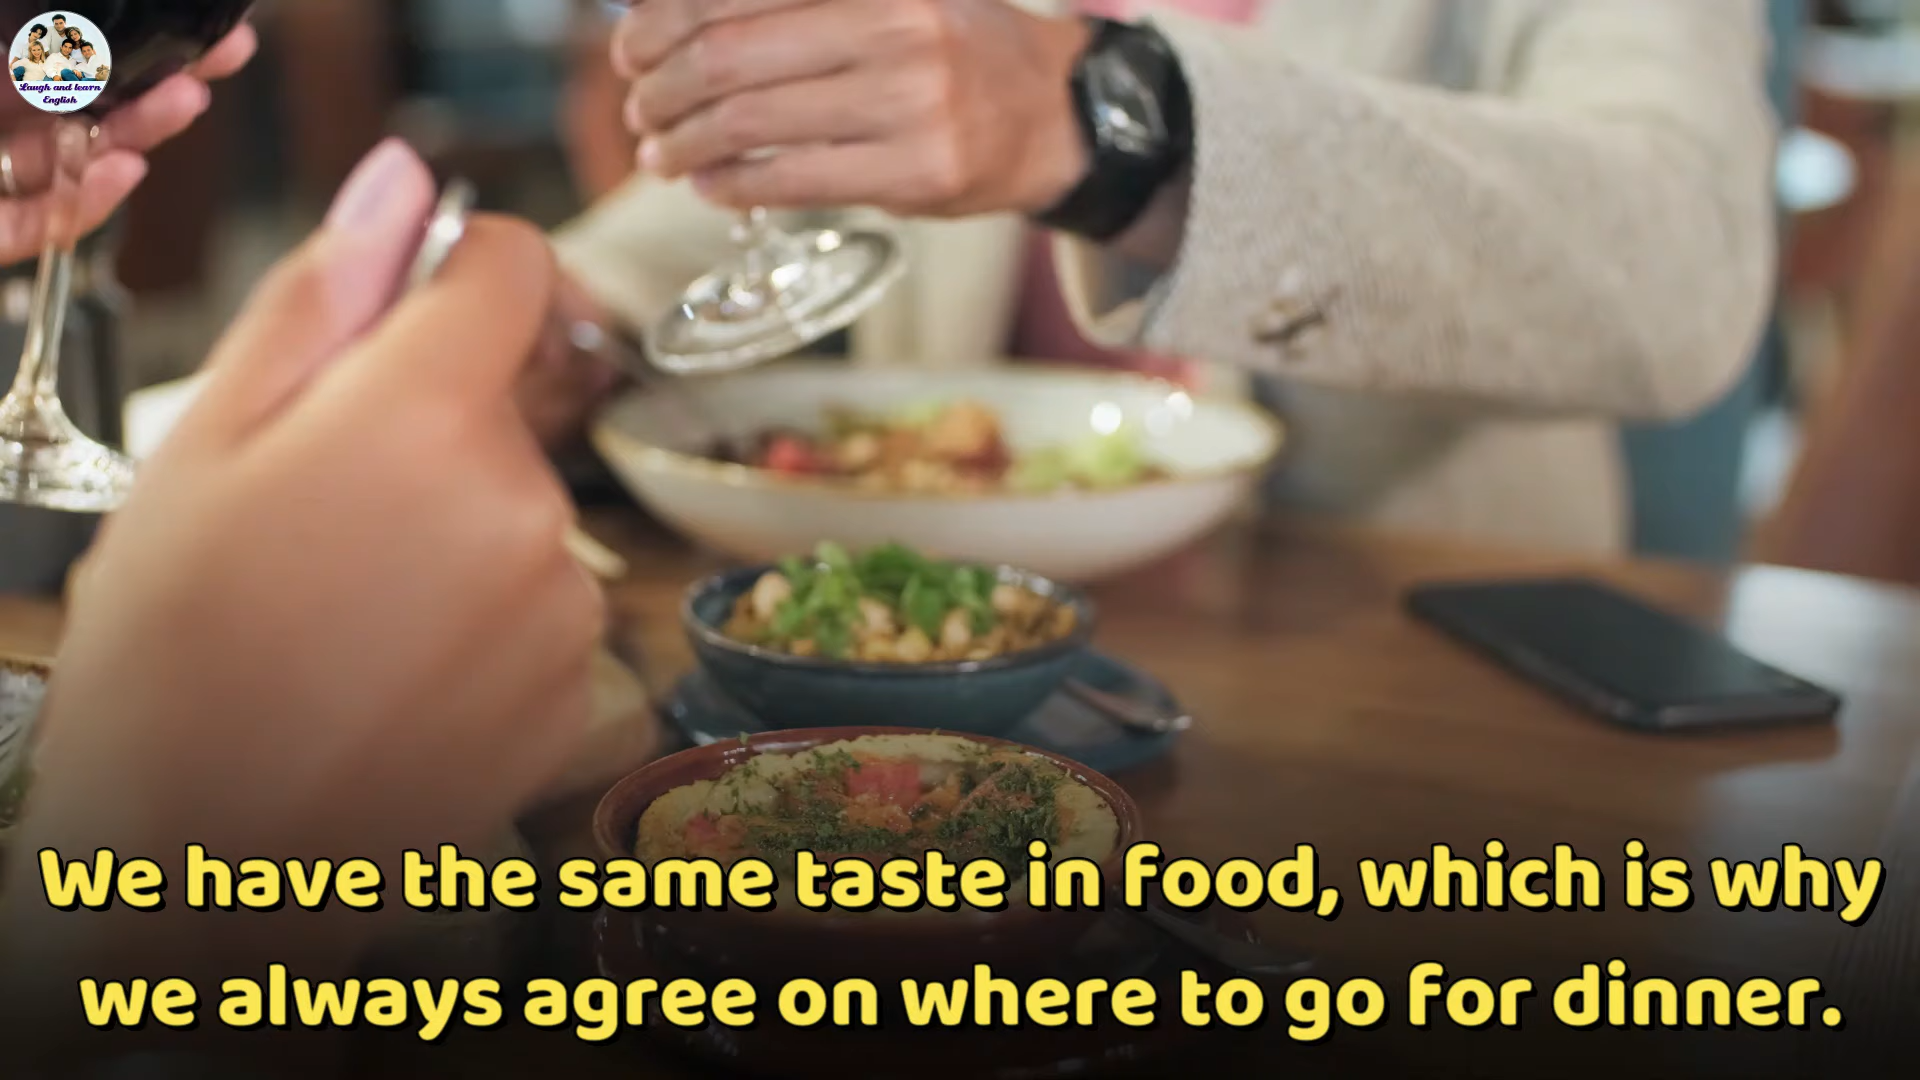 Laugh and learn
English
We have the same taste in food, which is why
we always agree on where to go for dinner.